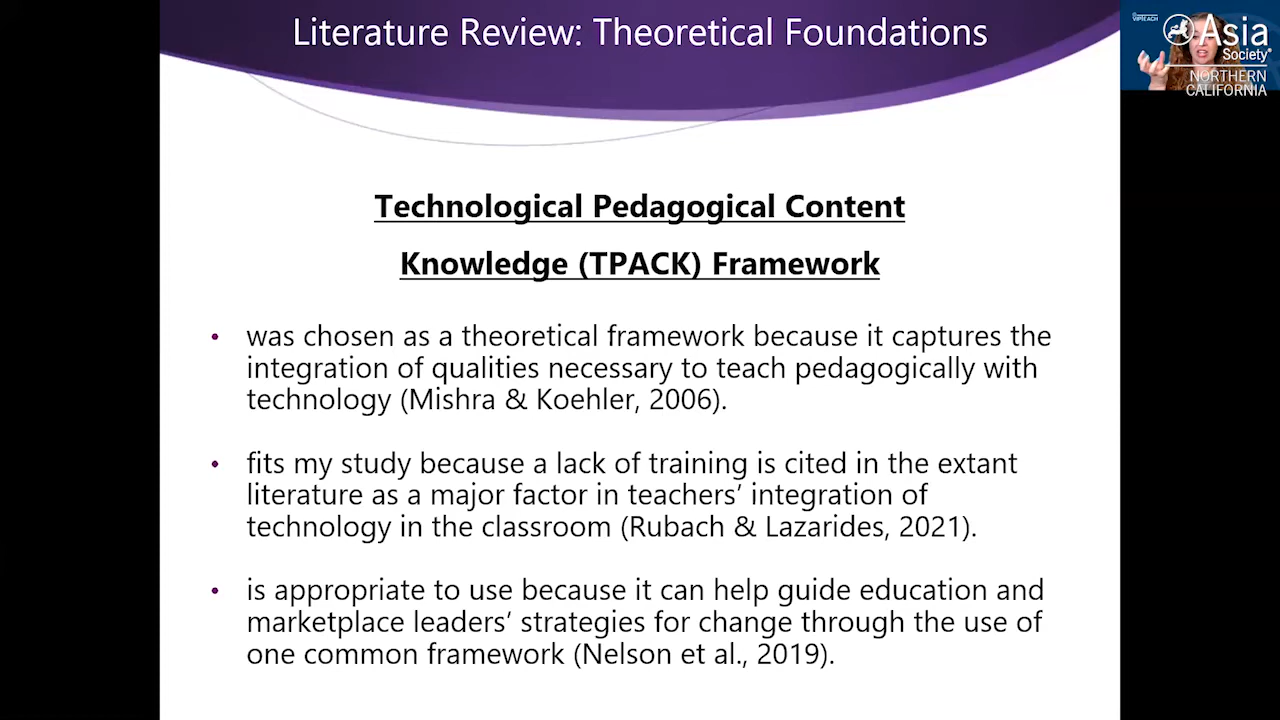 Literature Review: Theoretical Foundations
VIPTEACH
Asia
Society
NORTHERN
CALIFORNIA
Technological Pedagogical Content
Knowledge (TPACK) Framework
• was chosen as a theoretical framework because it captures the
integration of qualities necessary to teach pedagogically with
technology (Mishra & Koehler, 2006).
• fits my study because a lack of training is cited in the extant
literature as a major factor in teachers’ integration of
technology in the classroom (Rubach & Lazarides, 2021).
• is appropriate to use because it can help guide education and
marketplace leaders’ strategies for change through the use of
one common framework (Nelson et al., 2019).